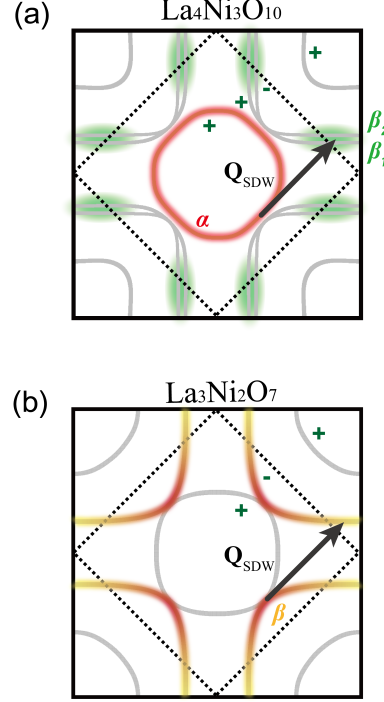 (a)
La4Ni3O10
+
-
+
+
β2
β1
QSDW
α
(b)
La3Ni2O7
+
-
+
QSDW
β